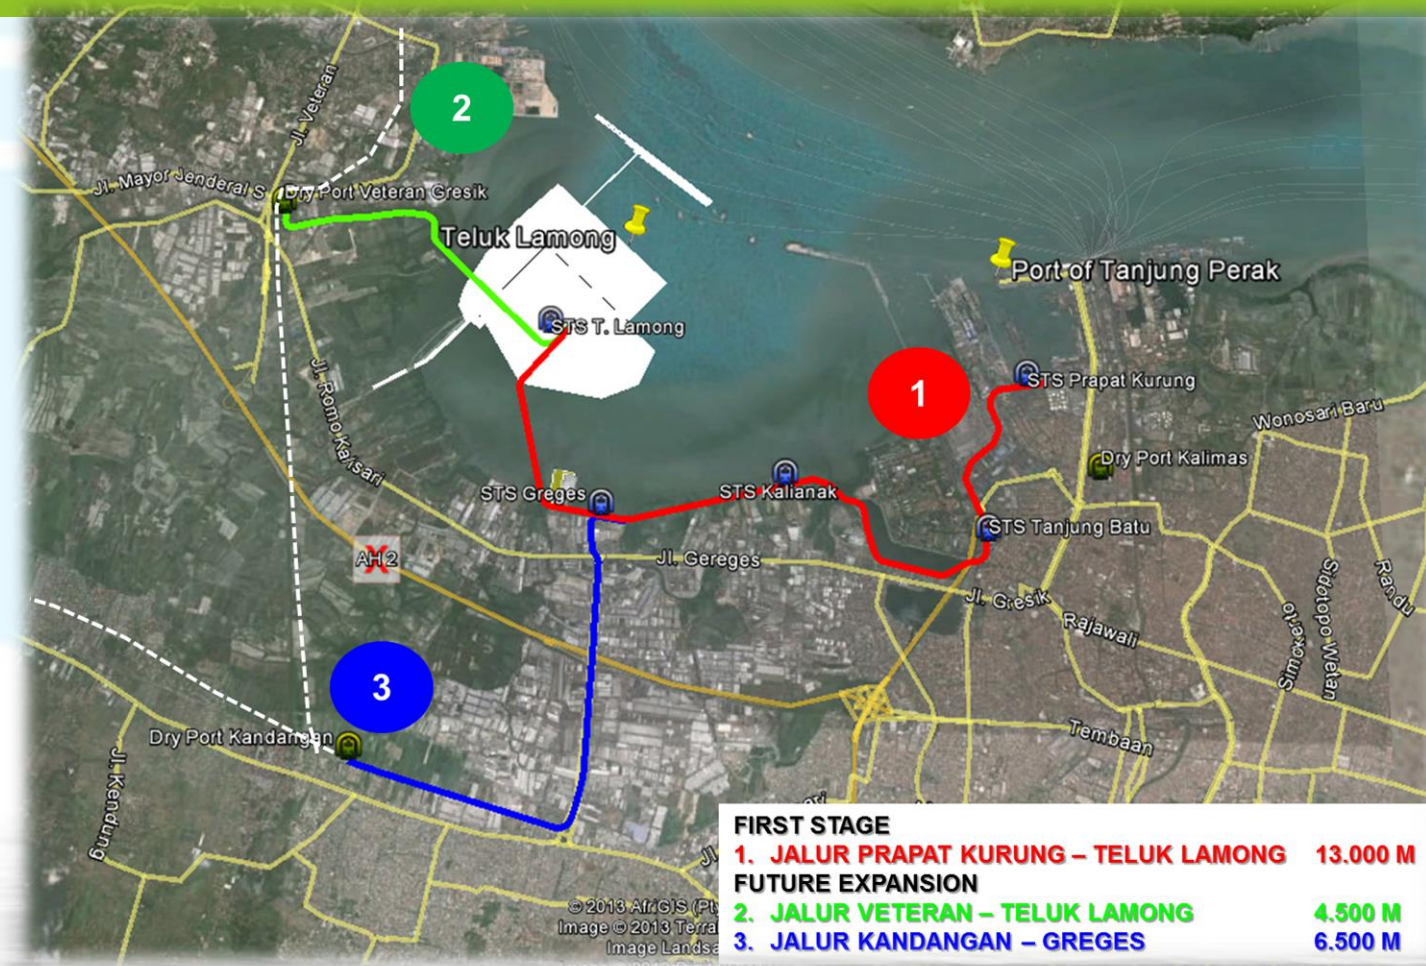 2
Jl. Veteran
Jl. Mayor Jenderal S
Dry Port Veteran Gresik
Teluk Lamong
Port of Tanjung Perak
STS T. Lamong
1
STS Prapat Kurung
Jl. Romo Kalisari
Wonosari Baru
Dry Port Kalimas
STS Greges
STS Kalianak
STS Tanjung Batu
AH 2
Jl. Gereges
Jl. Gresik
Rajawali
Simokerto
Sidotopo Wetan
Randu
3
Dry Port Kandangan
Tembaan
Jl. Kendung
Jl
© 2013 AfriGIS (Pty
Image © 2013 Terra
Image Landsa
FIRST STAGE
1. JALUR PRAPAT KURUNG – TELUK LAMONG 13.000 M
FUTURE EXPANSION
2. JALUR VETERAN – TELUK LAMONG 4.500 M
3. JALUR KANDANGAN – GREGES 6.500 M